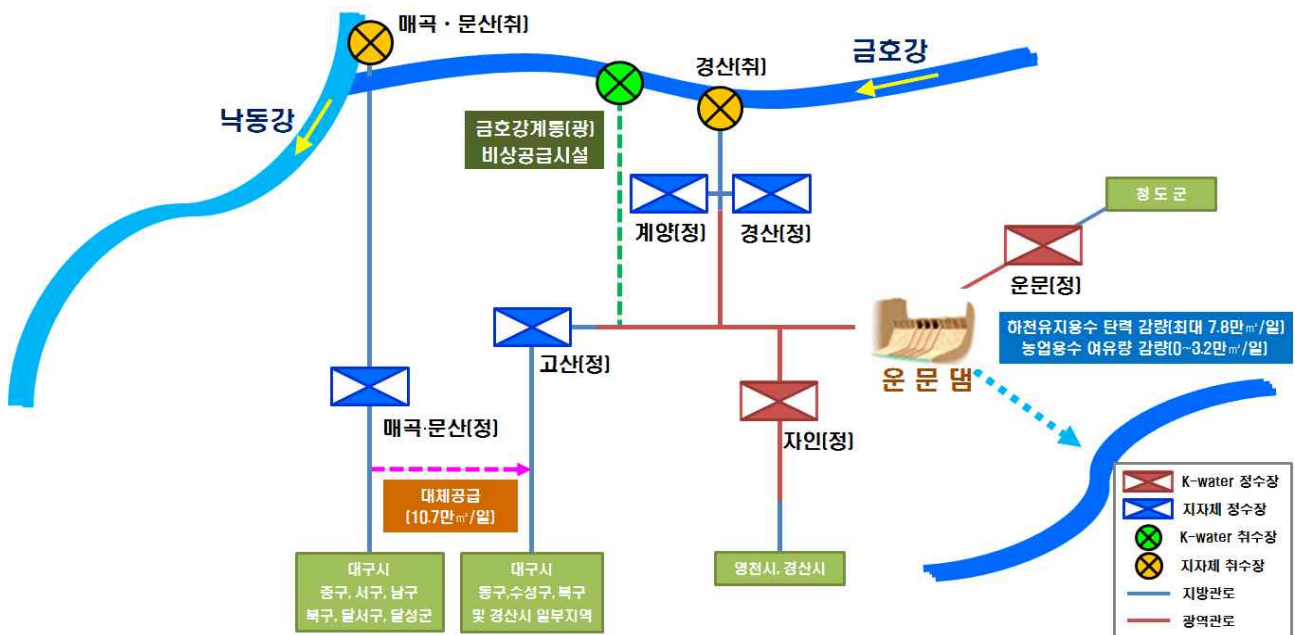 매곡·문산(취)
금호강
경산(취)
낙동강
금호강계통(광)
비상공급시설
청도군
계양(정)
경산(정)
운문(정)
하천유지용수 탄력 감량(최대 7.8만㎥/일)
농업용수 여유량 감량(0~3.2만㎥/일)
고산(정)
운문댐
매곡·문산(정)
자인(정)
대체공급
(10.7만㎥/일)
K-water 정수장
지자체 정수장
K-water 취수장
지자체 취수장
지방관로
광역관로
대구시
중구, 서구, 남구
북구, 달서구, 달성군
대구시
동구,수성구, 북구
및 경산시 일부지역
영천시, 경산시